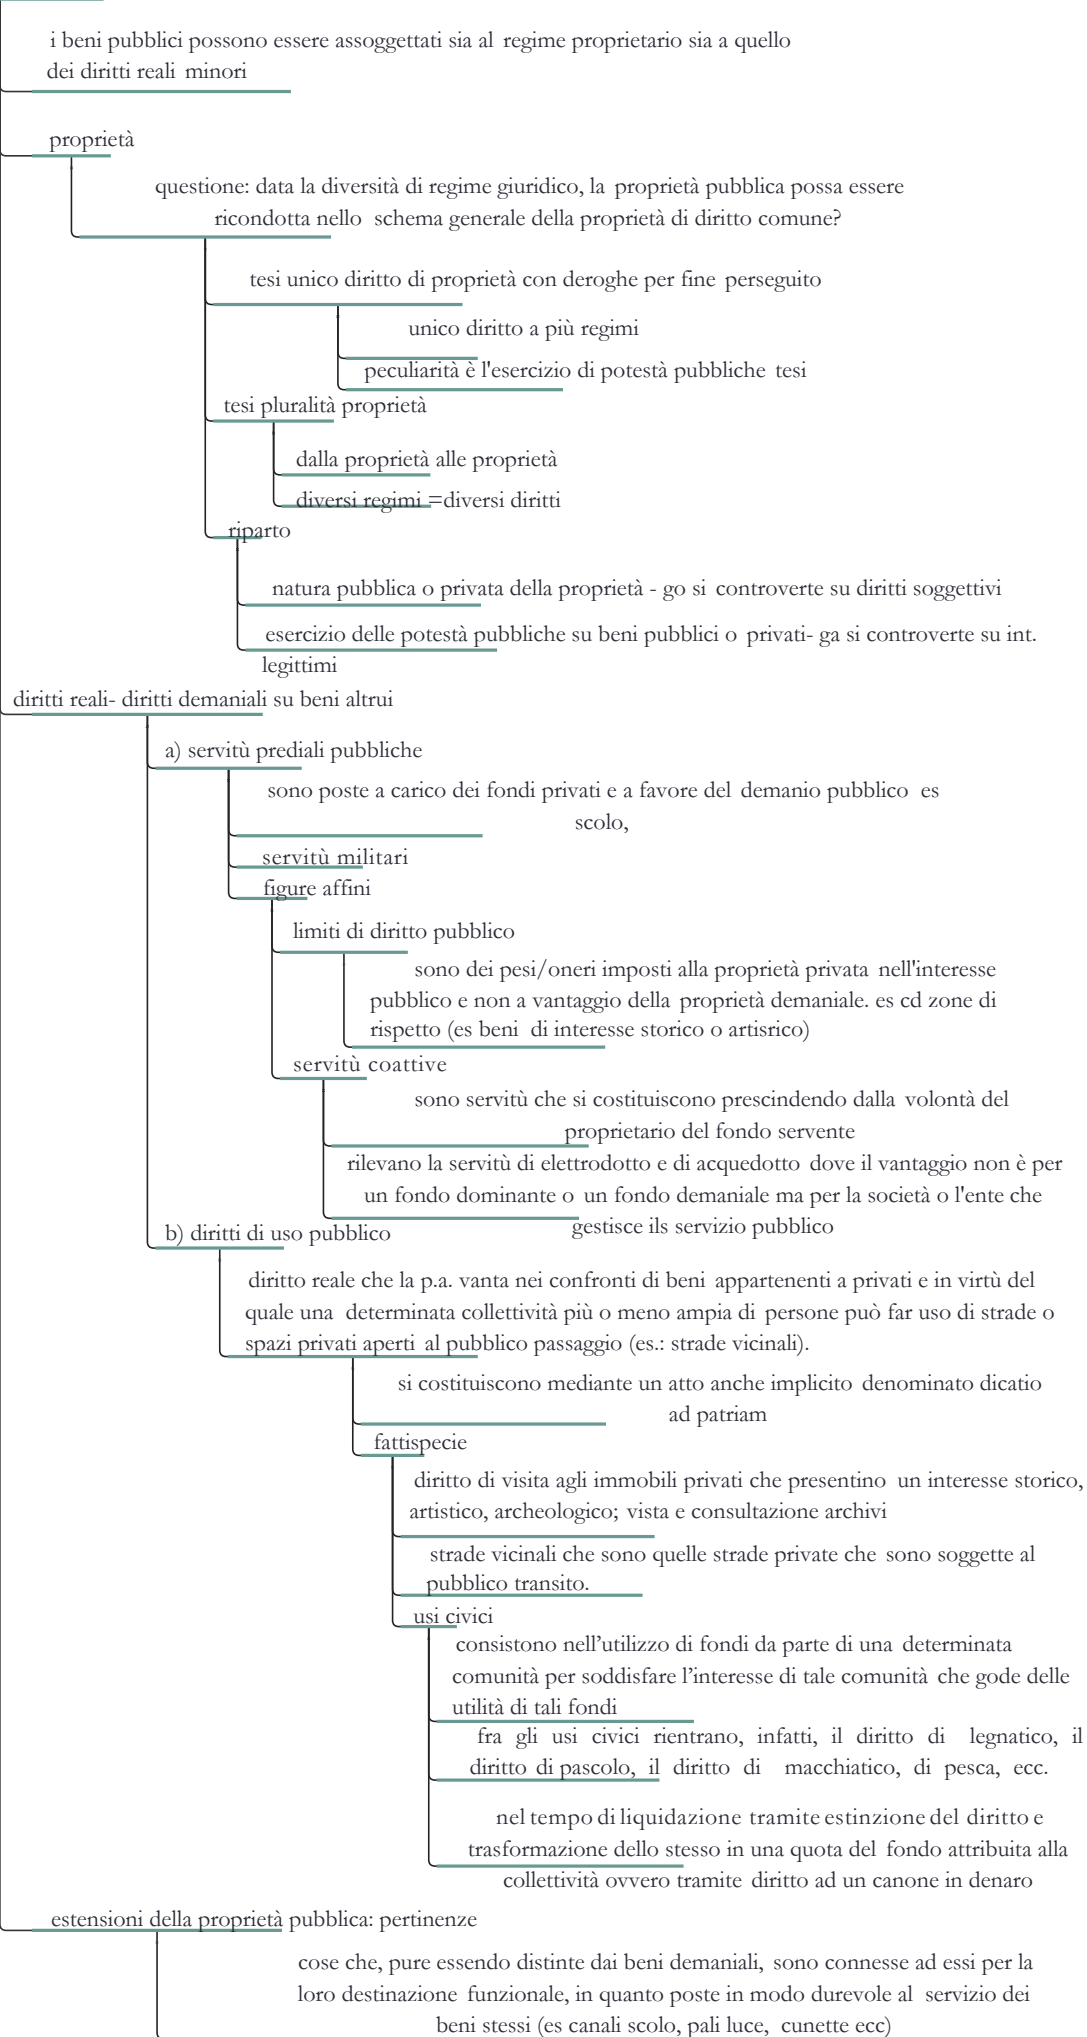 i beni pubblici possono essere assoggettati sia al regime proprietario sia a quello
dei diritti reali minori
proprietà
questione: data la diversità di regime giuridico, la proprietà pubblica possa essere
ricondotta nello schema generale della proprietà di diritto comune?
tesi unico diritto di proprietà con deroghe per fine perseguito
unico diritto a più regimi
peculiarità è l'esercizio di potestà pubbliche tesi
tesi pluralità proprietà
dalla proprietà alle proprietà
diversi regimi =diversi diritti
riparto
natura pubblica o privata della proprietà - go si controverte su diritti soggettivi
esercizio delle potestà pubbliche su beni pubblici o privati- ga si controverte su int.
legittimi
diritti reali- diritti demaniali su beni altrui
a) servitù prediali pubbliche
sono poste a carico dei fondi privati e a favore del demanio pubblico es
scolo,
servitù militari
figure affini
limiti di diritto pubblico
sono dei pesi/oneri imposti alla proprietà privata nell'interesse
pubblico e non a vantaggio della proprietà demaniale. es cd zone di
rispetto (es beni di interesse storico o artisrico)
servitù coattive
sono servitù che si costituiscono prescindendo dalla volontà del
proprietario del fondo servente
rilevano la servitù di elettrodotto e di acquedotto dove il vantaggio non è per
un fondo dominante o un fondo demaniale ma per la società o l'ente che
gestisce ils servizio pubblico
b) diritti di uso pubblico
diritto reale che la p.a. vanta nei confronti di beni appartenenti a privati e in virtù del
quale una determinata collettività più o meno ampia di persone può far uso di strade o
spazi privati aperti al pubblico passaggio (es.: strade vicinali).
si costituiscono mediante un atto anche implicito denominato dicatio
ad patriam
fattispecie
diritto di visita agli immobili privati che presentino un interesse storico,
artistico, archeologico; vista e consultazione archivi
strade vicinali che sono quelle strade private che sono soggette al
pubblico transito.
usi civici
consistono nell’utilizzo di fondi da parte di una determinata
comunità per soddisfare l’interesse di tale comunità che gode delle
utilità di tali fondi
fra gli usi civici rientrano, infatti, il diritto di legnatico, il
diritto di pascolo, il diritto di macchiatico, di pesca, ecc.
nel tempo di liquidazione tramite estinzione del diritto e
trasformazione dello stesso in una quota del fondo attribuita alla
collettività ovvero tramite diritto ad un canone in denaro
estensioni della proprietà pubblica: pertinenze
cose che, pure essendo distinte dai beni demaniali, sono connesse ad essi per la
loro destinazione funzionale, in quanto poste in modo durevole al servizio dei
beni stessi (es canali scolo, pali luce, cunette ecc)